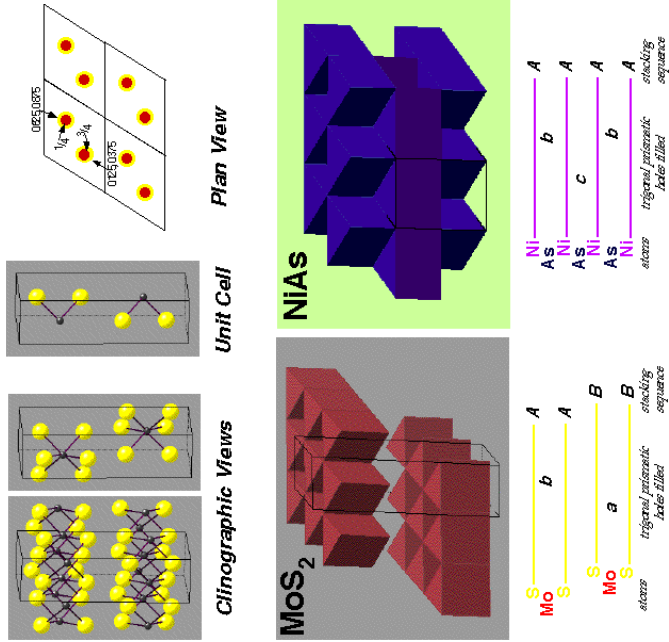 0.625,0.875
1/4
3/4
0.125,0.375
Clinographic Views
Unit Cell
Plan View
MoS₂
NiAs
S A
Mo b
S A
S B
Mo a
S B
atoms trigonal prismatic holes filled stacking sequence
Ni A
As b
Ni A
As c
Ni A
As b
Ni A
atoms trigonal prismatic holes filled stacking sequence